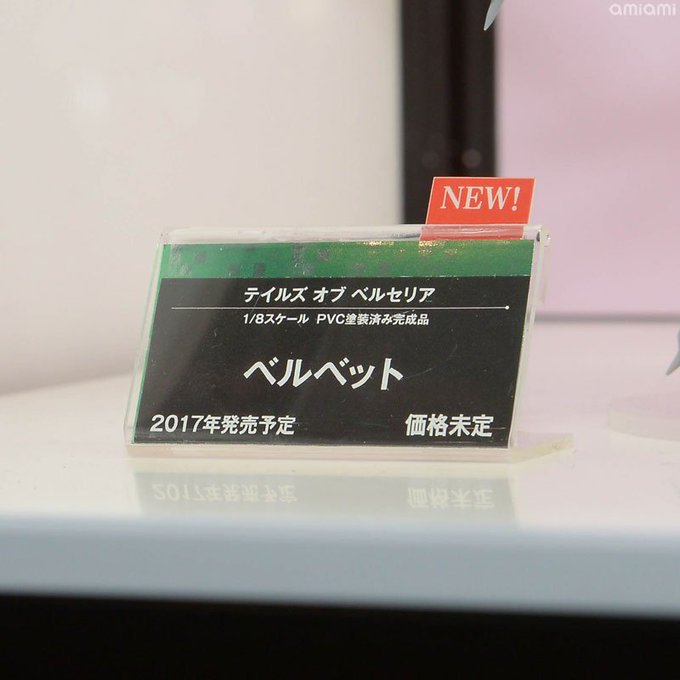 amiami
NEW!
テイルズ オブ ベルセリア
1/8スケール PVC塗装済み完成品
ベルベット
2017年発売予定 価格未定